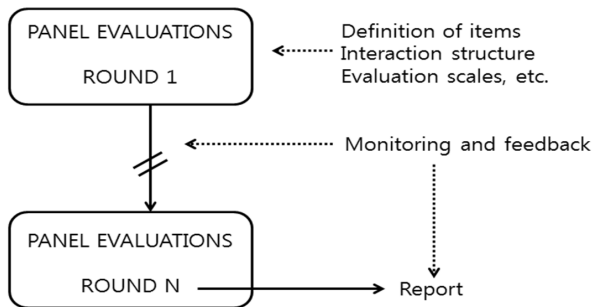 PANEL EVALUATIONS
ROUND 1
Definition of items
Interaction structure
Evaluation scales, etc.
Monitoring and feedback
PANEL EVALUATIONS
ROUND N
Report